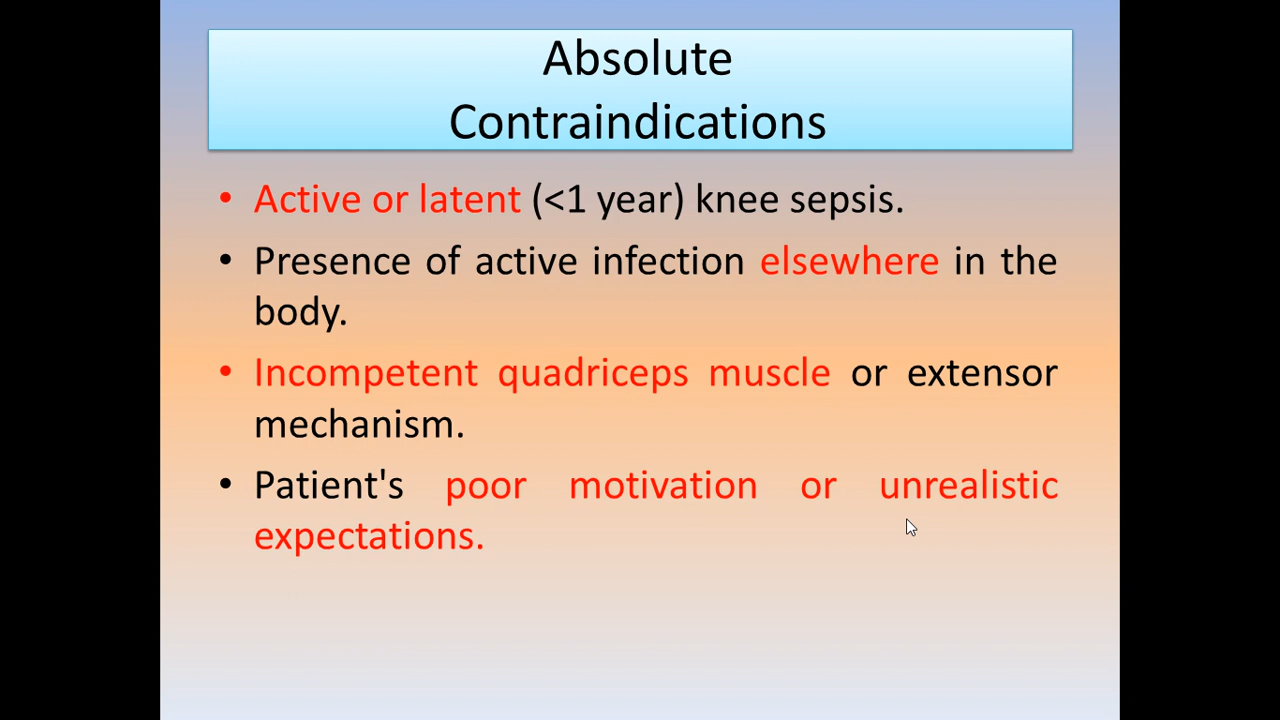 Absolute
Contraindications
• Active or latent (<1 year) knee sepsis.
• Presence of active infection elsewhere in the
body.
• Incompetent quadriceps muscle or extensor
mechanism.
• Patient's poor motivation or unrealistic
expectations.